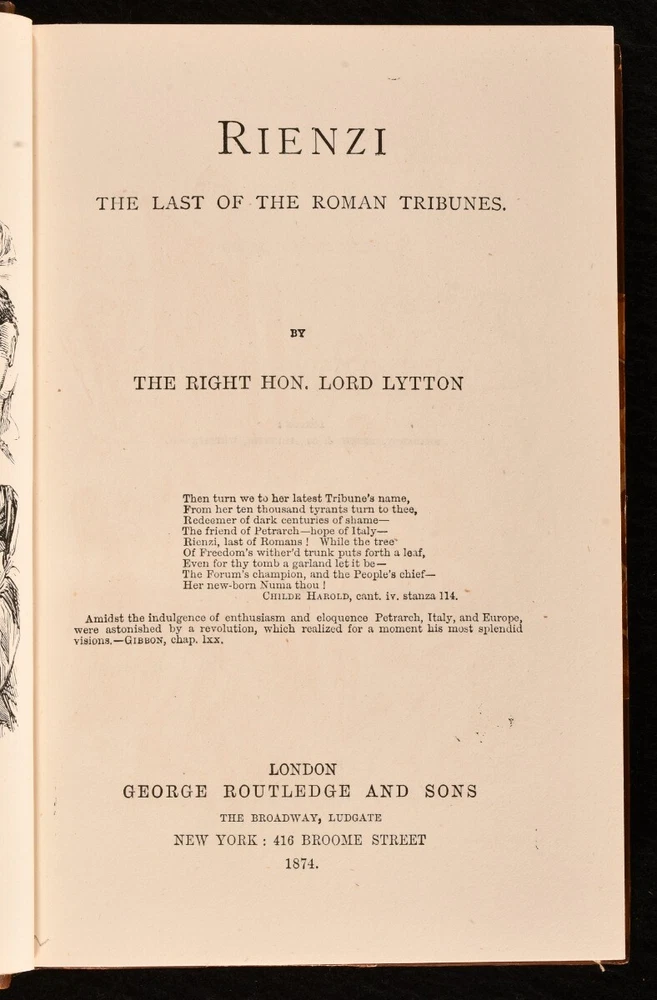 RIENZI
THE LAST OF THE ROMAN TRIBUNES.
BY
THE RIGHT HON. LORD LYTTON
Then turn we to her latest Tribune's name,
From her ten thousand tyrants turn to thee,
Redeemer of dark centuries of shame—
The friend of Petrarch—hope of Italy—
Rienzi, last of Romans! While the tree
Of Freedom's wither'd trunk puts forth a leaf,
Even for thy tomb a garland let it be—
The Forum's champion, and the People's chief—
Her new-born Numa thou!
CHILDE HAROLD, cant. iv. stanza 114.
Amidst the indulgence of enthusiasm and eloquence Petrarch, Italy, and Europe,
were astonished by a revolution, which realized for a moment his most splendid
visions.—GIBBON, chap. lxx.
LONDON
GEORGE ROUTLEDGE AND SONS
THE BROADWAY, LUDGATE
NEW YORK: 416 BROOME STREET
1874.